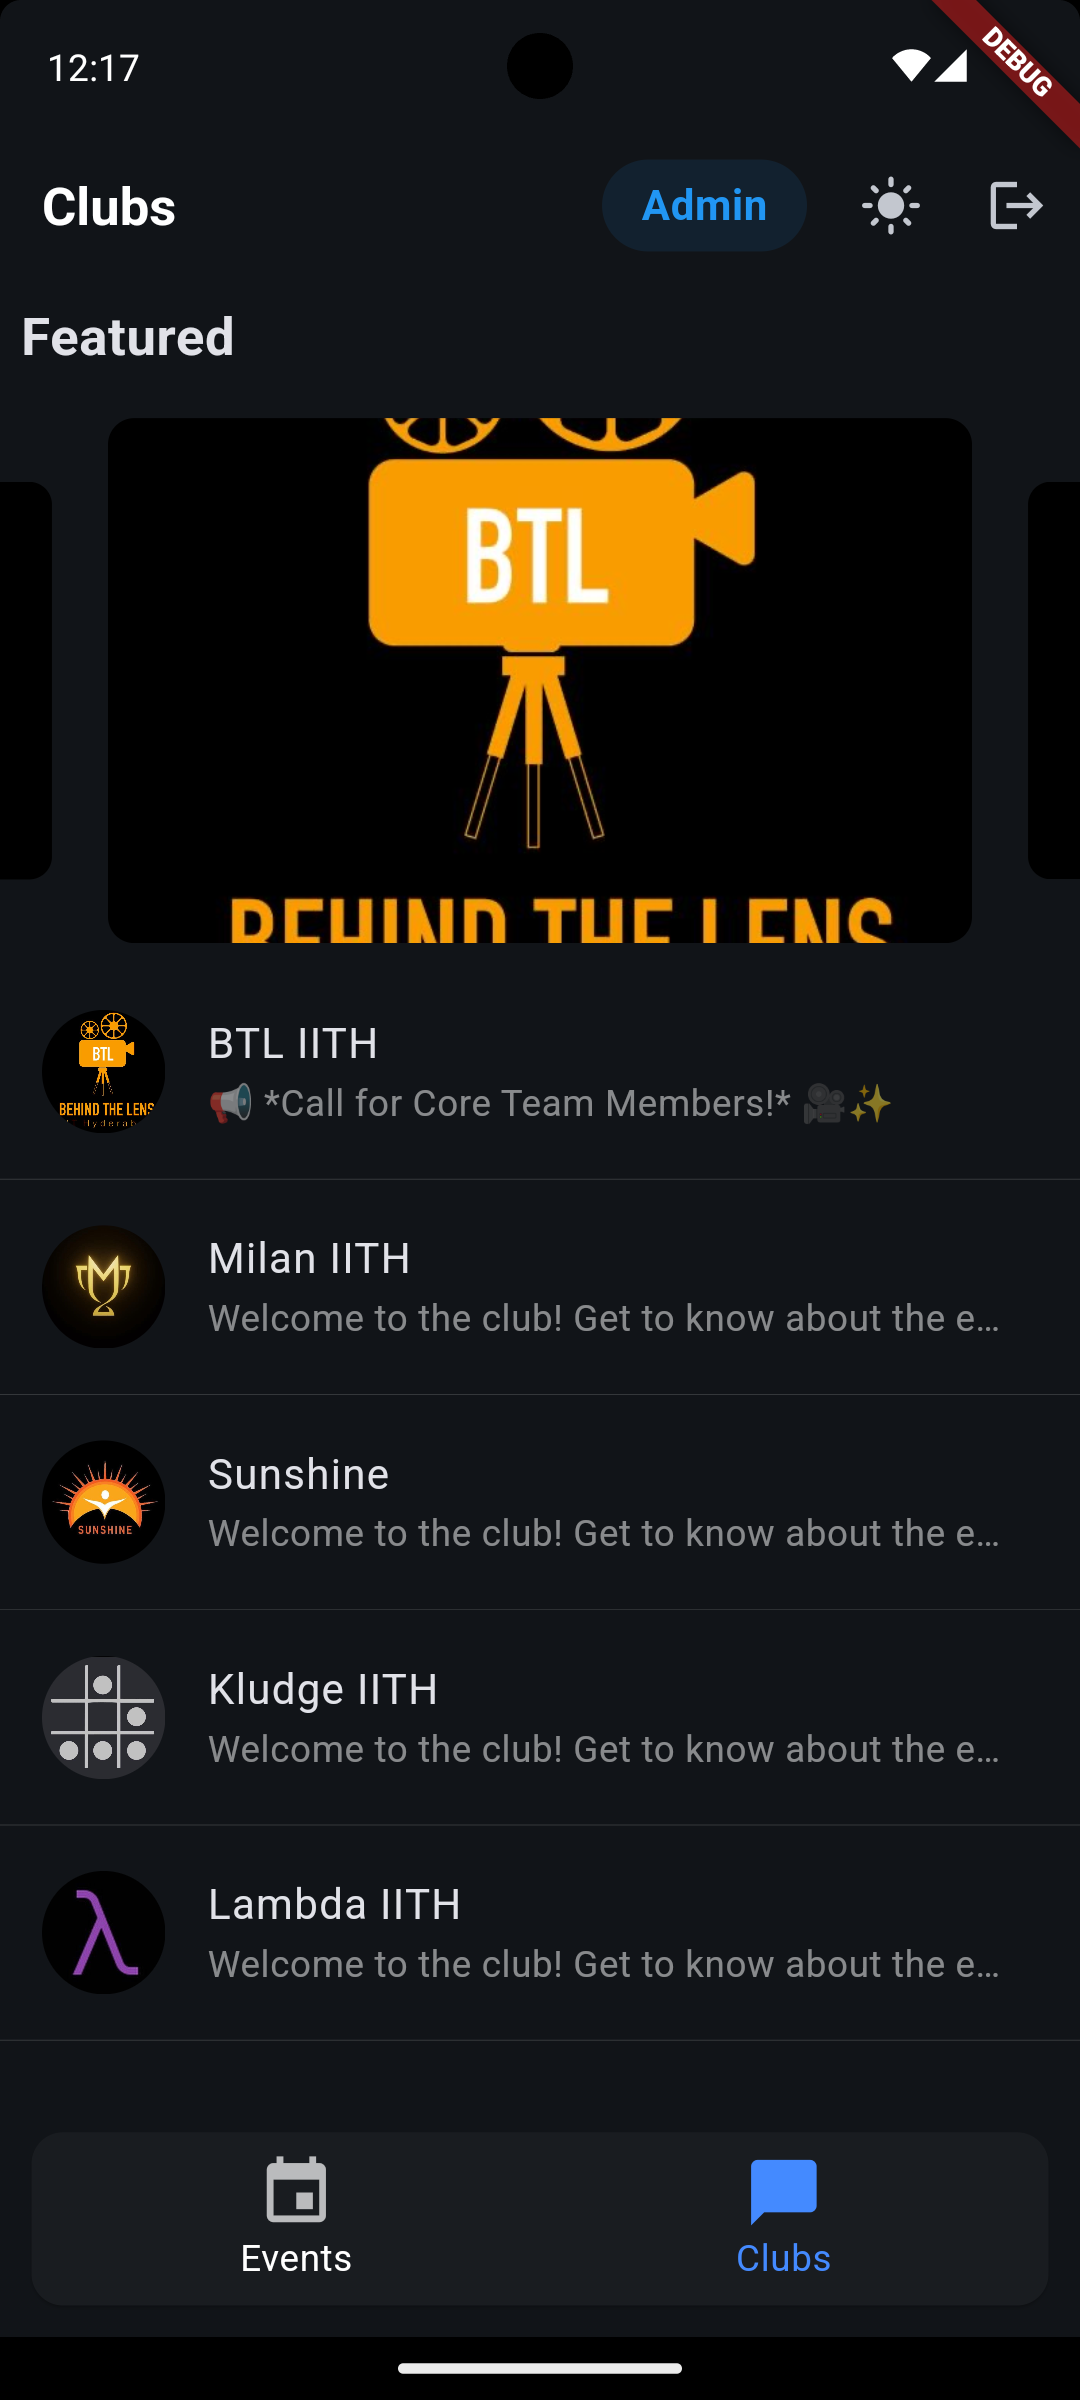 12:17
DEBUG
Clubs
Admin
Featured
BTL
BEHIND THE LENS
BTL
BEHIND THE LENS
BTL IITH
📢 *Call for Core Team Members!* 🎥✨
Milan IITH
Welcome to the club! Get to know about the e...
SUNSHINE
Sunshine
Welcome to the club! Get to know about the e...
Kludge IITH
Welcome to the club! Get to know about the e...
λ
Lambda IITH
Welcome to the club! Get to know about the e...
Events
Clubs